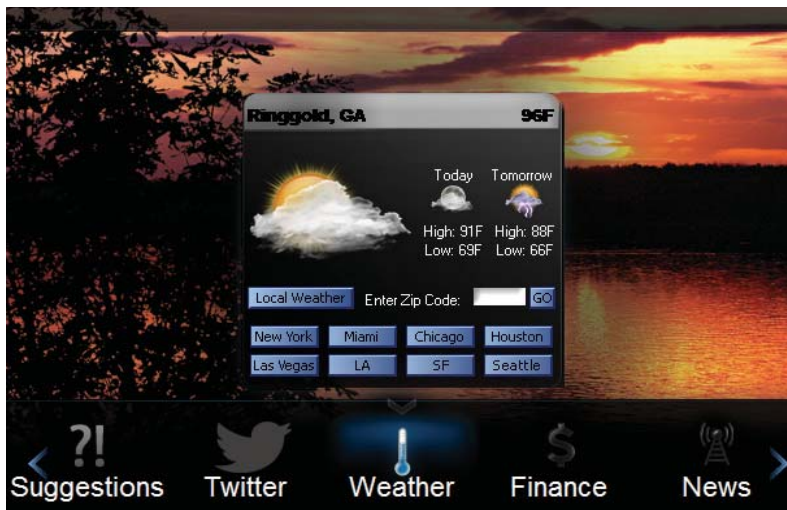 Ringgold, GA 96F
Today Tomorrow
High: 91F High: 88F
Low: 69F Low: 66F
Local Weather Enter Zip Code: GO
New York Miami Chicago Houston
Las Vegas LA SF Seattle
?! $
Suggestions Twitter Weather Finance News